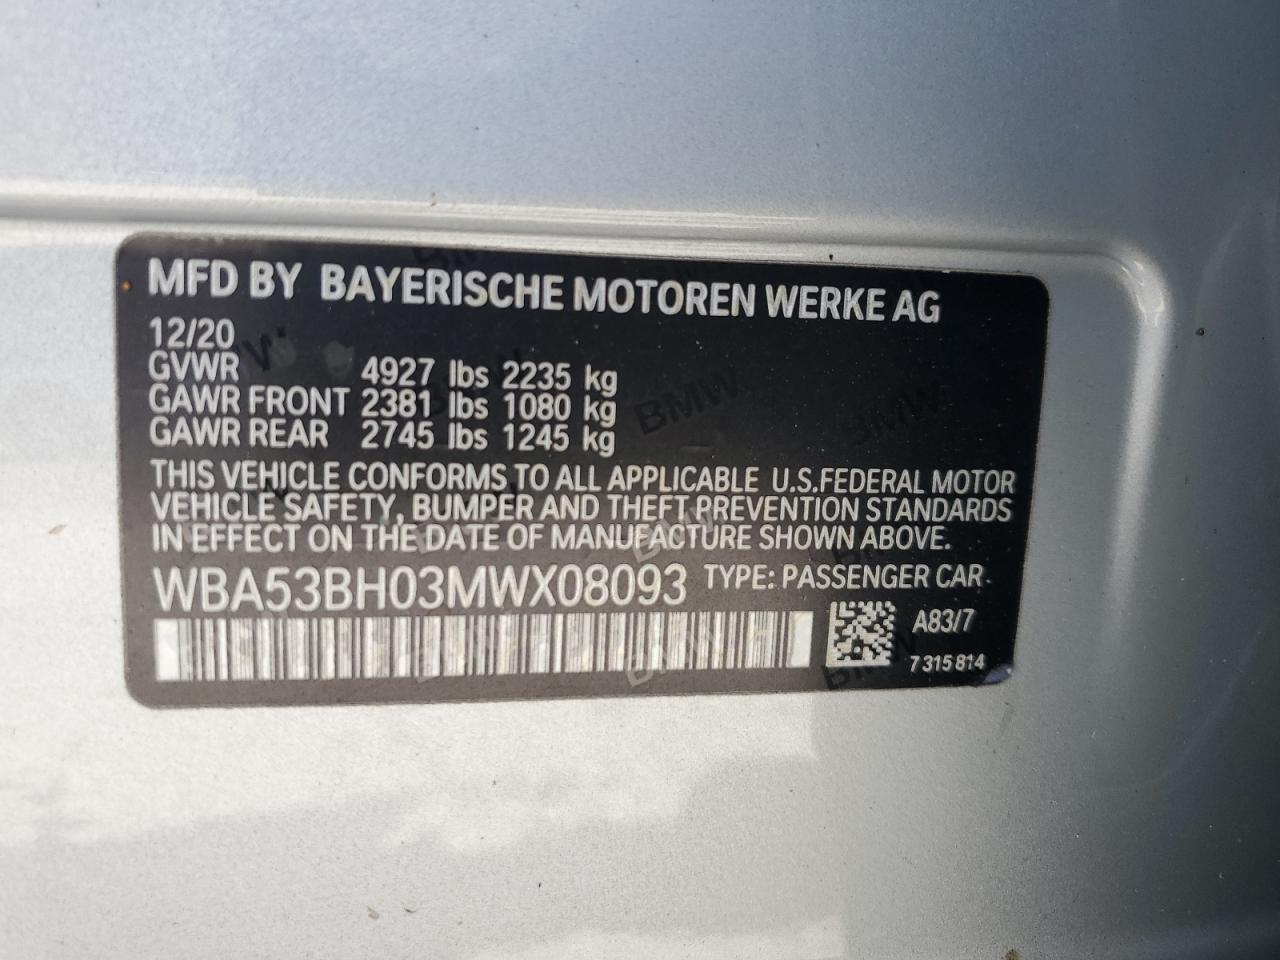 MFD BY BAYERISCHE MOTOREN WERKE AG
12/20
GVWR 4927 lbs 2235 kg
GAWR FRONT 2381 lbs 1080 kg
GAWR REAR 2745 lbs 1245 kg
THIS VEHICLE CONFORMS TO ALL APPLICABLE U.S.FEDERAL MOTOR
VEHICLE SAFETY, BUMPER AND THEFT PREVENTION STANDARDS
IN EFFECT ON THE DATE OF MANUFACTURE SHOWN ABOVE.
WBA53BH03MWX08093 TYPE: PASSENGER CAR
A83/7
7 315 814